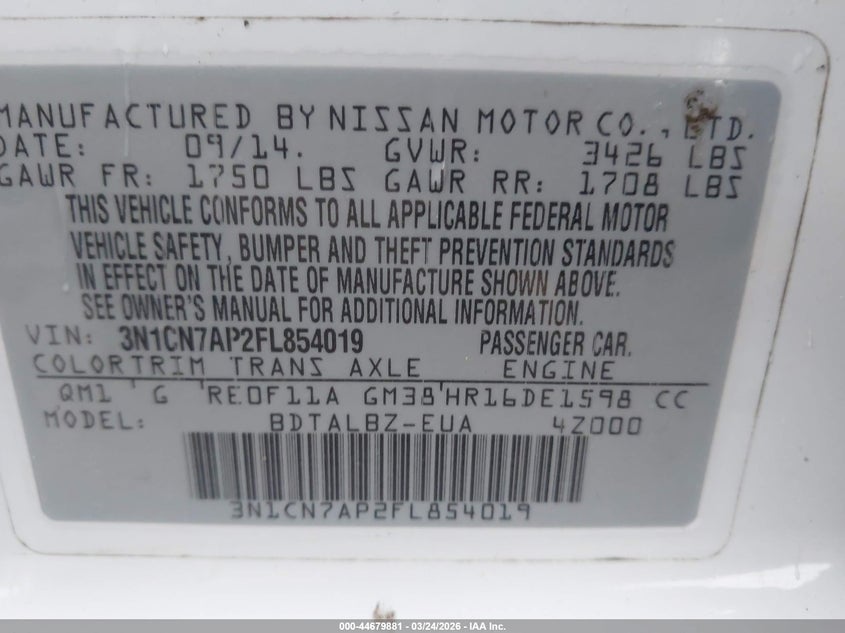 MANUFACTURED BY NISSAN MOTOR CO., LTD.
DATE: 09/14. GVWR: 3426 LBS
GAWR FR: 1750 LBS GAWR RR: 1708 LBS
THIS VEHICLE CONFORMS TO ALL APPLICABLE FEDERAL MOTOR
VEHICLE SAFETY, BUMPER AND THEFT PREVENTION STANDARDS
IN EFFECT ON THE DATE OF MANUFACTURE SHOWN ABOVE.
SEE OWNER'S MANUAL FOR ADDITIONAL INFORMATION.
VIN: 3N1CN7AP2FL854019 PASSENGER CAR.
COLORTRIM TRANS AXLE ENGINE
QM1 G RE0F11A GM38 HR16DE1598 CC
MODEL: BDTALBZ-EUA 4Z000
3N1CN7AP2FL854019
000-44679881 - 03/24/2026 - IAA Inc.